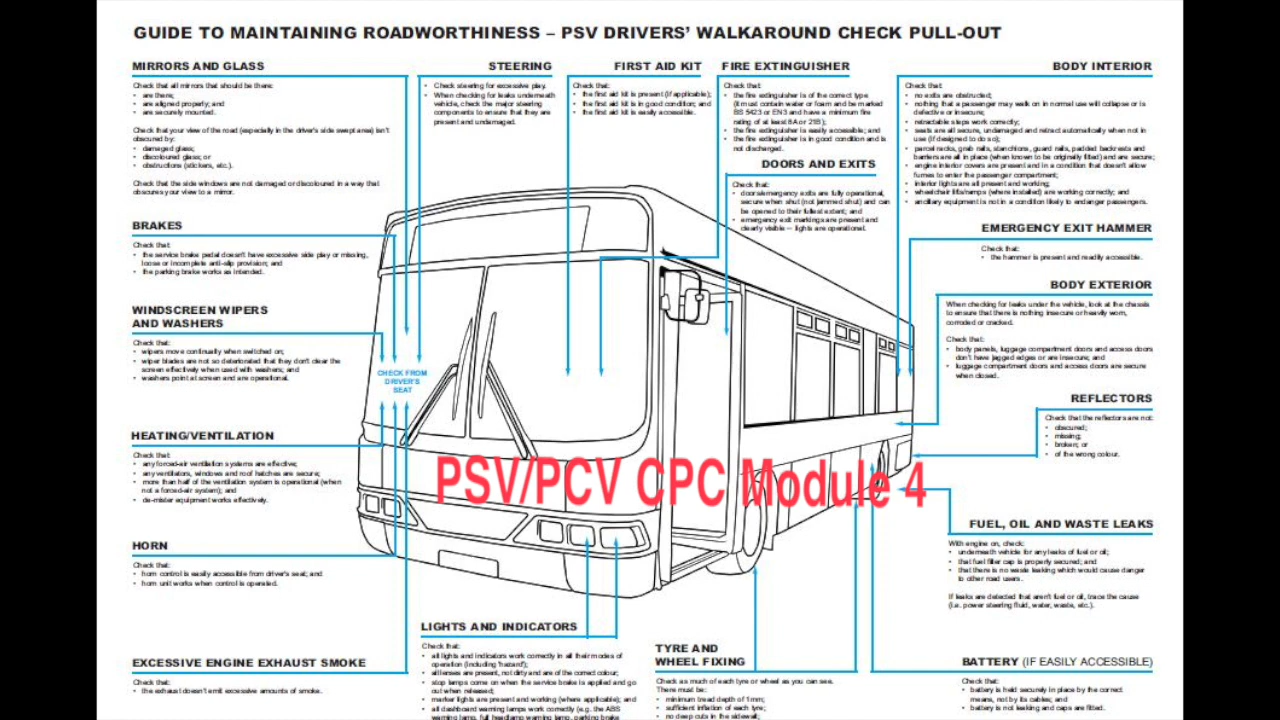 GUIDE TO MAINTAINING ROADWORTHINESS – PSV DRIVERS' WALKAROUND CHECK PULL-OUT
MIRRORS AND GLASS
Check that all mirrors that should be there:
• are there;
• are aligned properly; and
• are securely mounted.
Check that your view of the road (especially in the driver's side swept area) isn't
obscured by:
• damaged glass;
• discoloured glass; or
• obstructions (stickers, etc.).
Check that the side windows are not damaged or discoloured in a way that
obscures your view to a mirror.
BRAKES
Check that:
• the service brake pedal doesn't have excessive side play or missing,
loose or incomplete anti-slip provision; and
• the parking brake works as intended.
WINDSCREEN WIPERS
AND WASHERS
Check that:
• wipers move continually when switched on;
• wiper blades are not so deteriorated that they don't clear the
screen effectively when used with washers; and
• washers point at screen and are operational.
HEATING/VENTILATION
Check that:
• any forced-air ventilation systems are effective;
• any ventilators, windows and roof hatches are secure;
• more than half of the ventilation system is operational (when
not a forced-air system); and
• de-mister equipment works effectively.
HORN
Check that:
• horn control is easily accessible from driver's seat; and
• horn unit works when control is operated.
EXCESSIVE ENGINE EXHAUST SMOKE
Check that:
• the exhaust doesn't emit excessive amounts of smoke.
STEERING
• Check steering for excessive play.
• When checking for leaks underneath
vehicle, check the major steering
components to ensure that they are
present and undamaged.
FIRST AID KIT
Check that:
• the first aid kit is present (if applicable);
• the first aid kit is in good condition; and
• the first aid kit is easily accessible.
FIRE EXTINGUISHER
Check that:
• the fire extinguisher is of the correct type
(it must contain water or foam and be marked
BS 5423 or EN3 and have a minimum fire
rating of at least 8A or 21B);
• the fire extinguisher is easily accessible; and
• the fire extinguisher is in good condition and is
not discharged.
DOORS AND EXITS
Check that:
• doors/emergency exits are fully operational,
secure when shut (not jammed shut) and can
be opened to their fullest extent; and
• emergency exit markings are present and
clearly visible – lights are operational.
CHECK FROM
DRIVER'S
SEAT
PSV/PCV CPC Module 4
LIGHTS AND INDICATORS
Check that:
• all lights and indicators work correctly in all their modes of
operation (including 'hazard');
• all lenses are present, not dirty and are of the correct colour;
• stop lamps come on when the service brake is applied and go
out when released;
• marker lights are present and working (where applicable); and
• all dashboard warning lamps work correctly (e.g. the ABS
warning lamp, full headlamp warning lamp, parking brake
TYRE AND
WHEEL FIXING
Check as much of each tyre or wheel as you can see.
There must be:
• minimum tread depth of 1mm;
• sufficient inflation of each tyre;
• no deep cuts in the sidewall;
BODY INTERIOR
Check that:
• no exits are obstructed;
• nothing that a passenger may walk on in normal use will collapse or is
defective or insecure;
• retractable steps work correctly;
• seats are all secure, undamaged and retract automatically when not in
use (if designed to do so);
• parcel racks, grab rails, stanchions, guard rails, padded backrests and
barriers are all in place (when known to be originally fitted) and are secure;
• engine interior covers are present and in a condition that doesn't allow
fumes to enter the passenger compartment;
• interior lights are all present and working;
• wheelchair lifts/ramps (where installed) are working correctly; and
• ancillary equipment is not in a condition likely to endanger passengers.
EMERGENCY EXIT HAMMER
Check that:
• the hammer is present and readily accessible.
BODY EXTERIOR
When checking for leaks under the vehicle, look at the chassis
to ensure that there is nothing insecure or heavily worn,
corroded or cracked.
Check that:
• body panels, luggage compartment doors and access doors
don't have jagged edges or are insecure; and
• luggage compartment doors and access doors are secure
when closed.
REFLECTORS
Check that the reflectors are not:
• obscured;
• missing;
• broken; or
• of the wrong colour.
FUEL, OIL AND WASTE LEAKS
With engine on, check:
• underneath vehicle for any leaks of fuel or oil;
• that fuel filler cap is properly secured; and
• that there is no waste leaking which would cause danger
to other road users.
If leaks are detected that aren't fuel or oil, trace the cause
(i.e. power steering fluid, water, waste, etc.).
BATTERY (IF EASILY ACCESSIBLE)
Check that:
• battery is held securely in place by the correct
means, not by its cables; and
• battery is not leaking and caps are fitted.